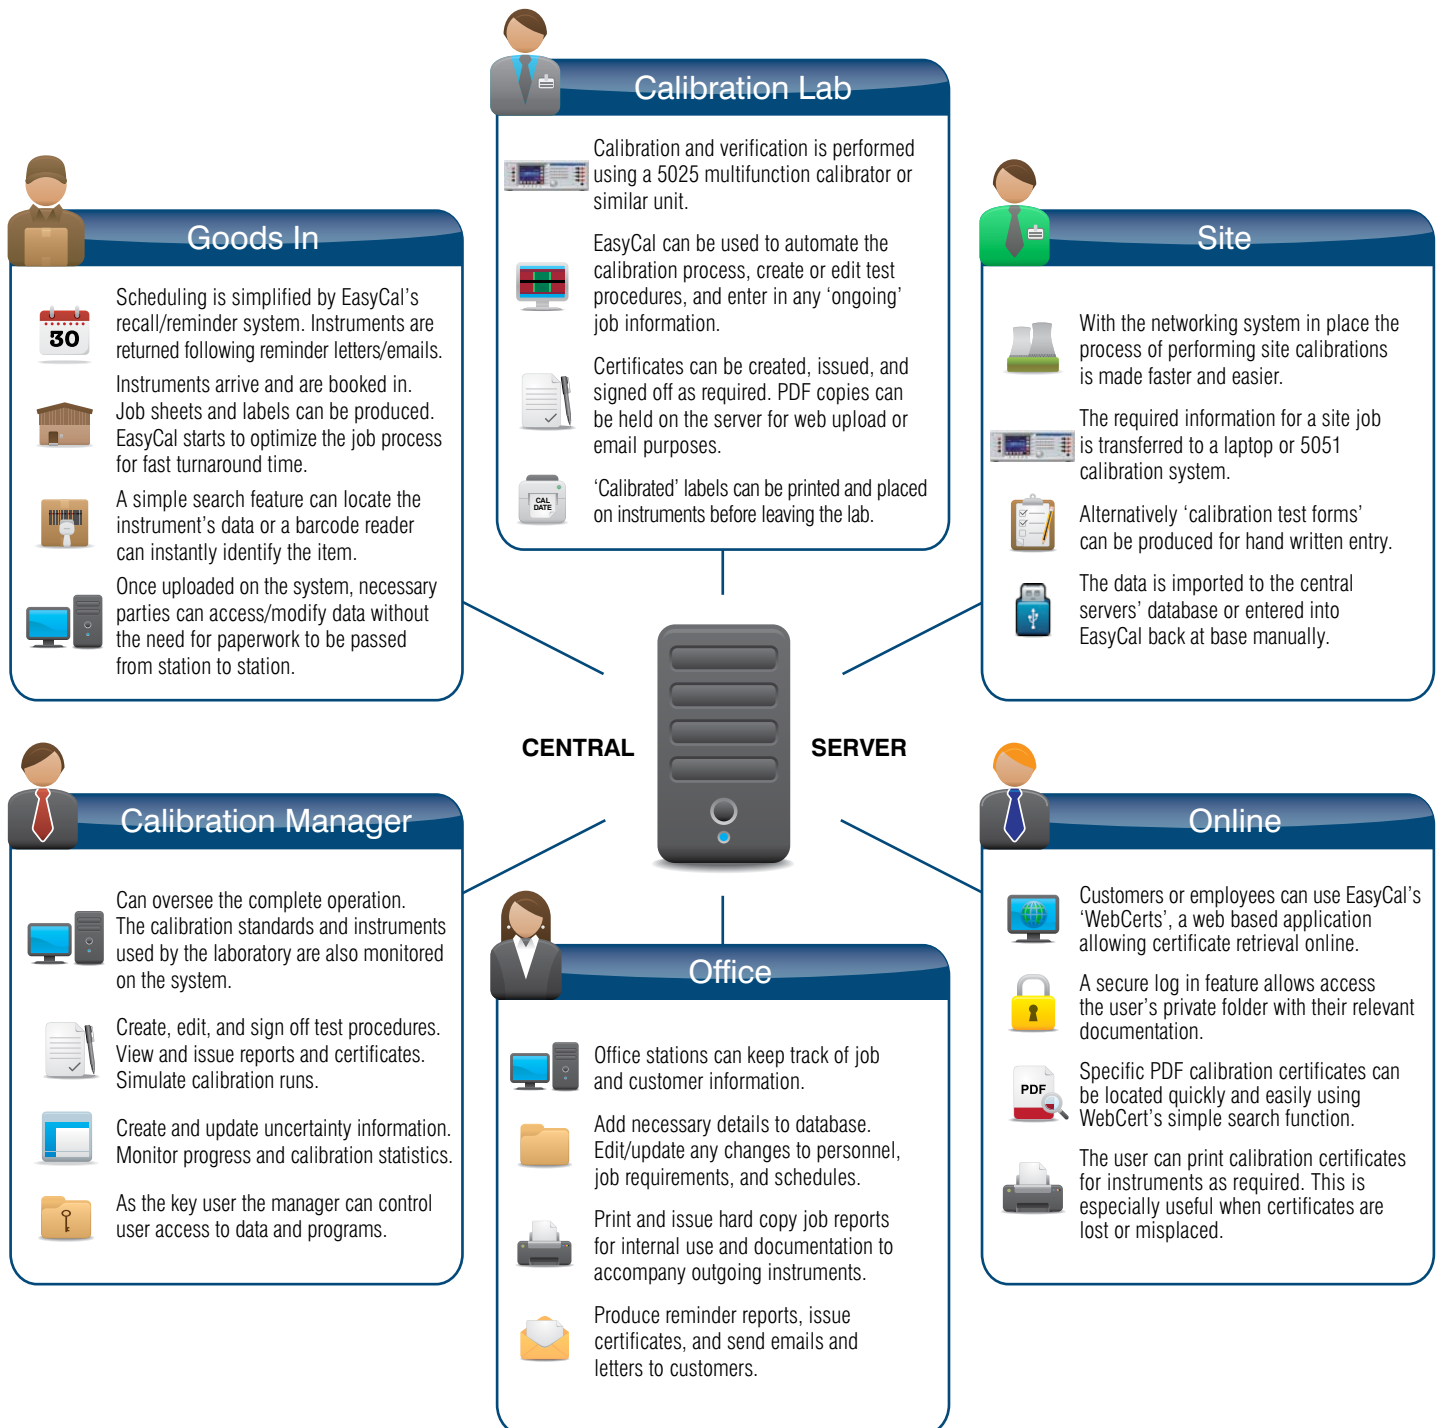 Calibration Lab
Calibration and verification is performed
using a 5025 multifunction calibrator or
similar unit.
EasyCal can be used to automate the
calibration process, create or edit test
procedures, and enter in any ‘ongoing’
job information.
Certificates can be created, issued, and
signed off as required. PDF copies can
be held on the server for web upload or
email purposes.
CAL
DATE
‘Calibrated’ labels can be printed and placed
on instruments before leaving the lab.
Goods In
30
Scheduling is simplified by EasyCal’s
recall/reminder system. Instruments are
returned following reminder letters/emails.
Instruments arrive and are booked in.
Job sheets and labels can be produced.
EasyCal starts to optimize the job process
for fast turnaround time.
A simple search feature can locate the
instrument’s data or a barcode reader
can instantly identify the item.
Once uploaded on the system, necessary
parties can access/modify data without
the need for paperwork to be passed
from station to station.
Site
With the networking system in place the
process of performing site calibrations
is made faster and easier.
The required information for a site job
is transferred to a laptop or 5051
calibration system.
Alternatively ‘calibration test forms’
can be produced for hand written entry.
The data is imported to the central
servers’ database or entered into
EasyCal back at base manually.
CENTRAL SERVER
Calibration Manager
Can oversee the complete operation.
The calibration standards and instruments
used by the laboratory are also monitored
on the system.
Create, edit, and sign off test procedures.
View and issue reports and certificates.
Simulate calibration runs.
Create and update uncertainty information.
Monitor progress and calibration statistics.
As the key user the manager can control
user access to data and programs.
Office
Office stations can keep track of job
and customer information.
Add necessary details to database.
Edit/update any changes to personnel,
job requirements, and schedules.
Print and issue hard copy job reports
for internal use and documentation to
accompany outgoing instruments.
Produce reminder reports, issue
certificates, and send emails and
letters to customers.
Online
Customers or employees can use EasyCal’s
‘WebCerts’, a web based application
allowing certificate retrieval online.
A secure log in feature allows access
the user’s private folder with their relevant
documentation.
PDF
Specific PDF calibration certificates can
be located quickly and easily using
WebCert’s simple search function.
The user can print calibration certificates
for instruments as required. This is
especially useful when certificates are
lost or misplaced.